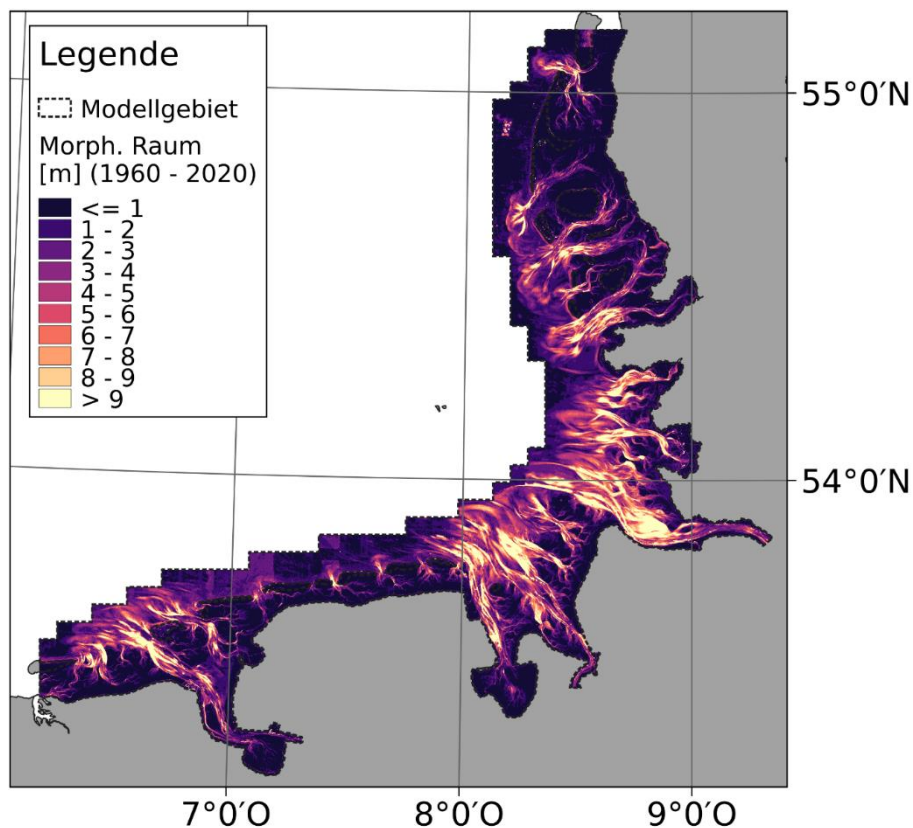 Legende
Modellgebiet
Morph. Raum
[m] (1960 - 2020)
<= 1
1 - 2
2 - 3
3 - 4
4 - 5
5 - 6
6 - 7
7 - 8
8 - 9
> 9
55°0′N
54°0′N
7°0′O
8°0′O
9°0′O